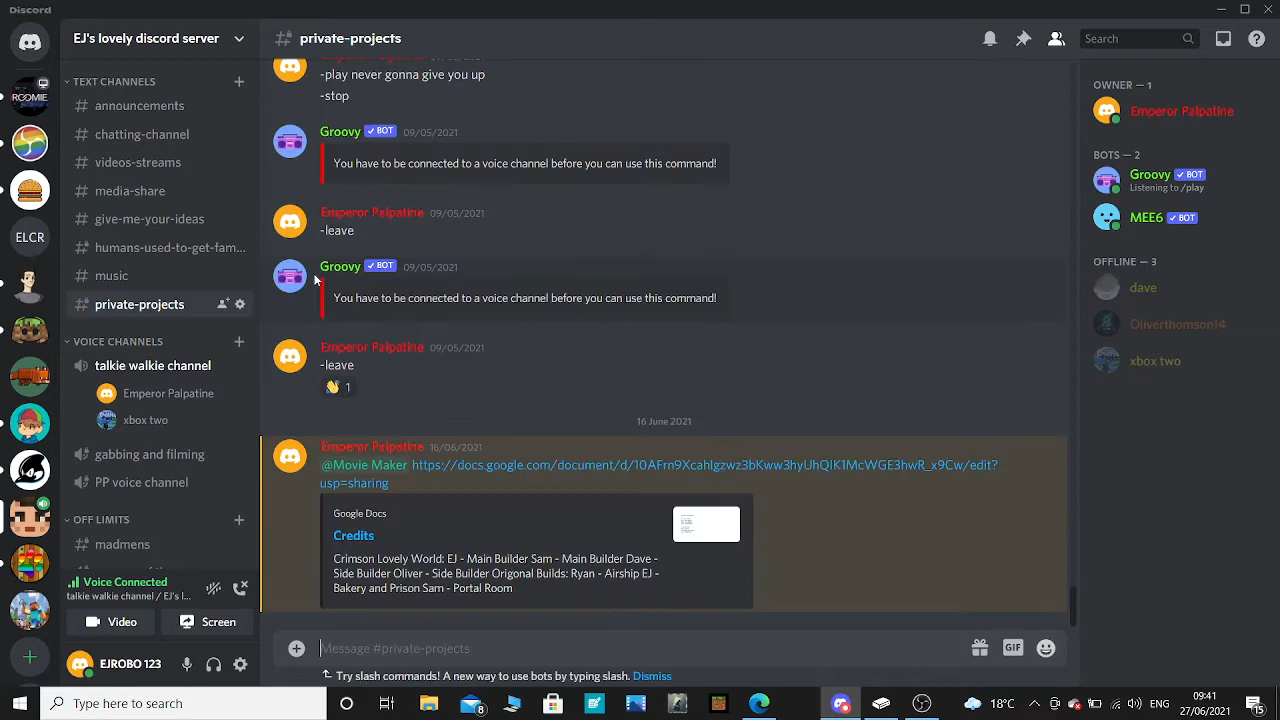 Discord
EJ's lovely discord server
private-projects
Search
TEXT CHANNELS
announcements
chatting-channel
videos-streams
media-share
give-me-your-ideas
humans-used-to-get-fam...
music
private-projects
VOICE CHANNELS
talkie walkie channel
Emperor Palpatine
xbox two
gabbing and filming
PP voice channel
OFF LIMITS
madmens
Voice Connected
talkie walkie channel / EJ's l...
Video
Screen
ROOMIE
ELCR
-play never gonna give you up
-stop
Groovy BOT 09/05/2021
You have to be connected to a voice channel before you can use this command!
Emperor Palpatine 09/05/2021
-leave
Groovy BOT 09/05/2021
You have to be connected to a voice channel before you can use this command!
Emperor Palpatine 09/05/2021
-leave
1
16 June 2021
Emperor Palpatine 16/06/2021
@Movie Maker https://docs.google.com/document/d/10AFrn9Xcahlgzwz3bKww3hyUhQlK1McWGE3hwR_x9Cw/edit?
usp=sharing
Google Docs
Credits
Crimson Lovely World: EJ - Main Builder Sam - Main Builder Dave -
Side Builder Oliver - Side Builder Origonal Builds: Ryan - Airship EJ -
Bakery and Prison Sam - Portal Room
Message #private-projects
GIF
Try slash commands! A new way to use bots by typing slash. Dismiss
OWNER — 1
Emperor Palpatine
BOTS — 2
Groovy BOT
Listening to /play
MEE6 BOT
OFFLINE — 3
dave
Oliverthomson14
xbox two
Type here to search
8
18°C
ENG
09:41
27/06/2021
15